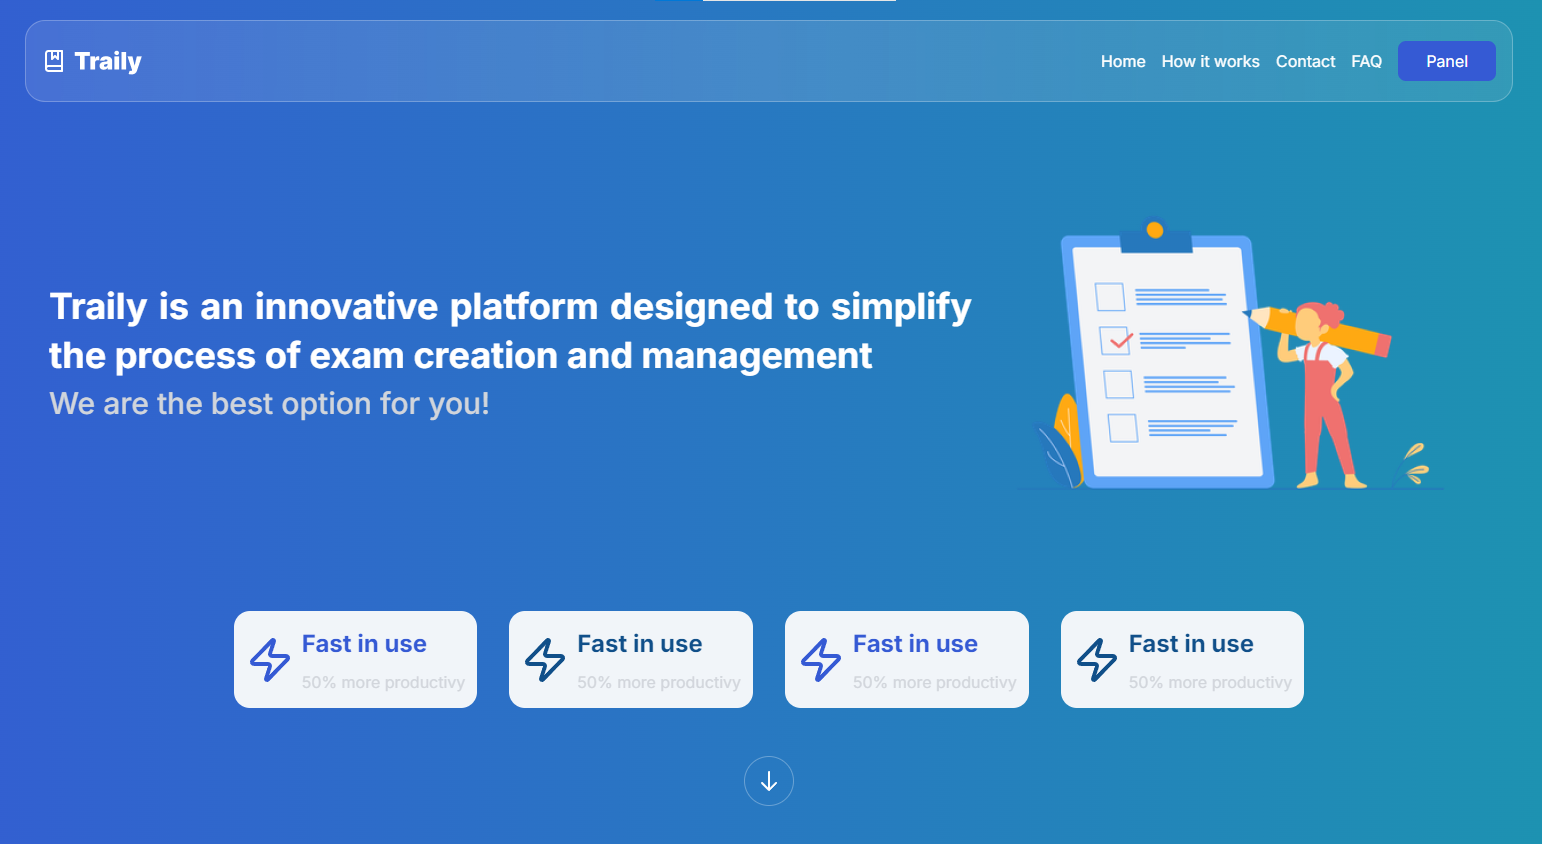 Traily
Home How it works Contact FAQ Panel
Traily is an innovative platform designed to simplify
the process of exam creation and management
We are the best option for you!
Fast in use
50% more productivy
Fast in use
50% more productivy
Fast in use
50% more productivy
Fast in use
50% more productivy